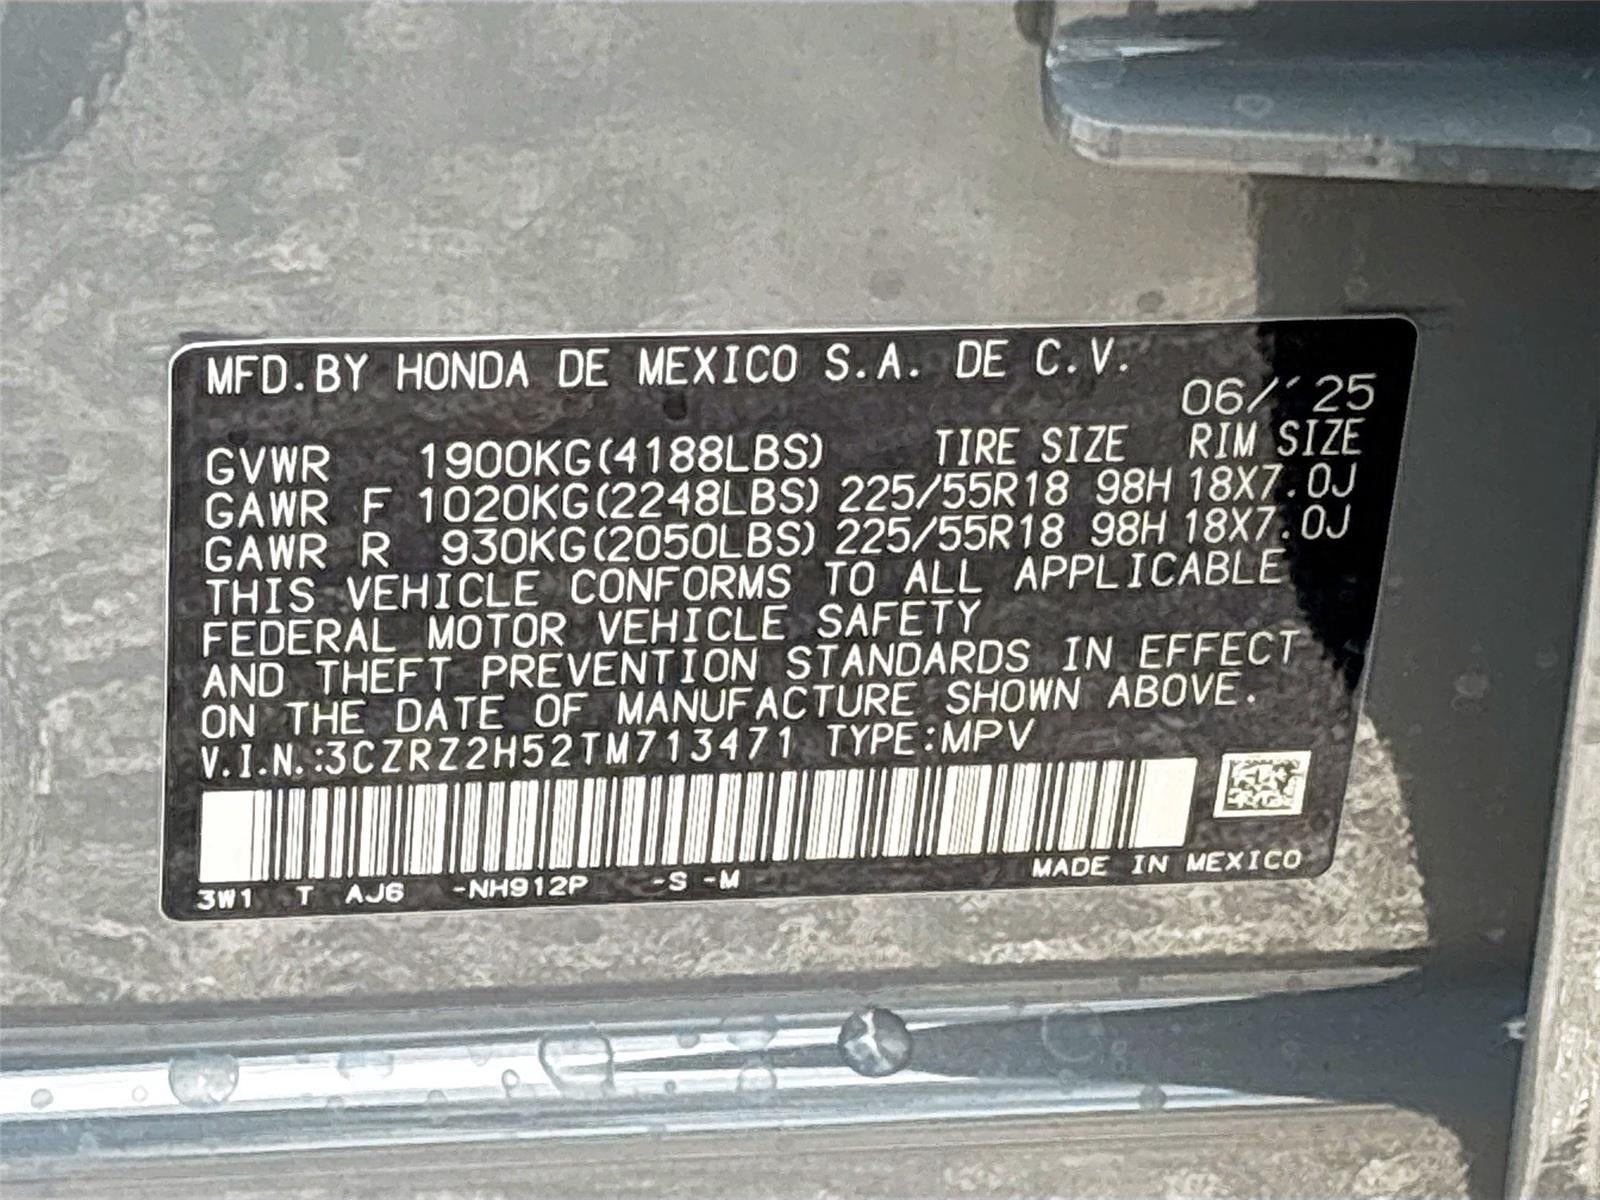 MFD.BY HONDA DE MEXICO S.A. DE C.V.
06/´25
GVWR 1900KG(4188LBS) TIRE SIZE RIM SIZE
GAWR F 1020KG(2248LBS) 225/55R18 98H 18X7.0J
GAWR R 930KG(2050LBS) 225/55R18 98H 18X7.0J
THIS VEHICLE CONFORMS TO ALL APPLICABLE
FEDERAL MOTOR VEHICLE SAFETY
AND THEFT PREVENTION STANDARDS IN EFFECT
ON THE DATE OF MANUFACTURE SHOWN ABOVE.
V.I.N.:3CZRZ2H52TM713471 TYPE:MPV
3W1 T AJ6 -NH912P -S -M MADE IN MEXICO